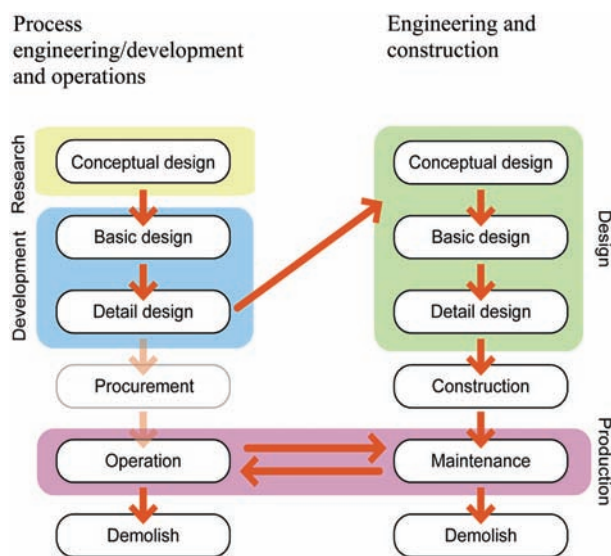 Process
engineering/development
and operations
Engineering and
construction
Research
Conceptual design
Development
Basic design
Detail design
Procurement
Operation
Demolish
Conceptual design
Basic design
Detail design
Design
Construction
Maintenance
Production
Demolish